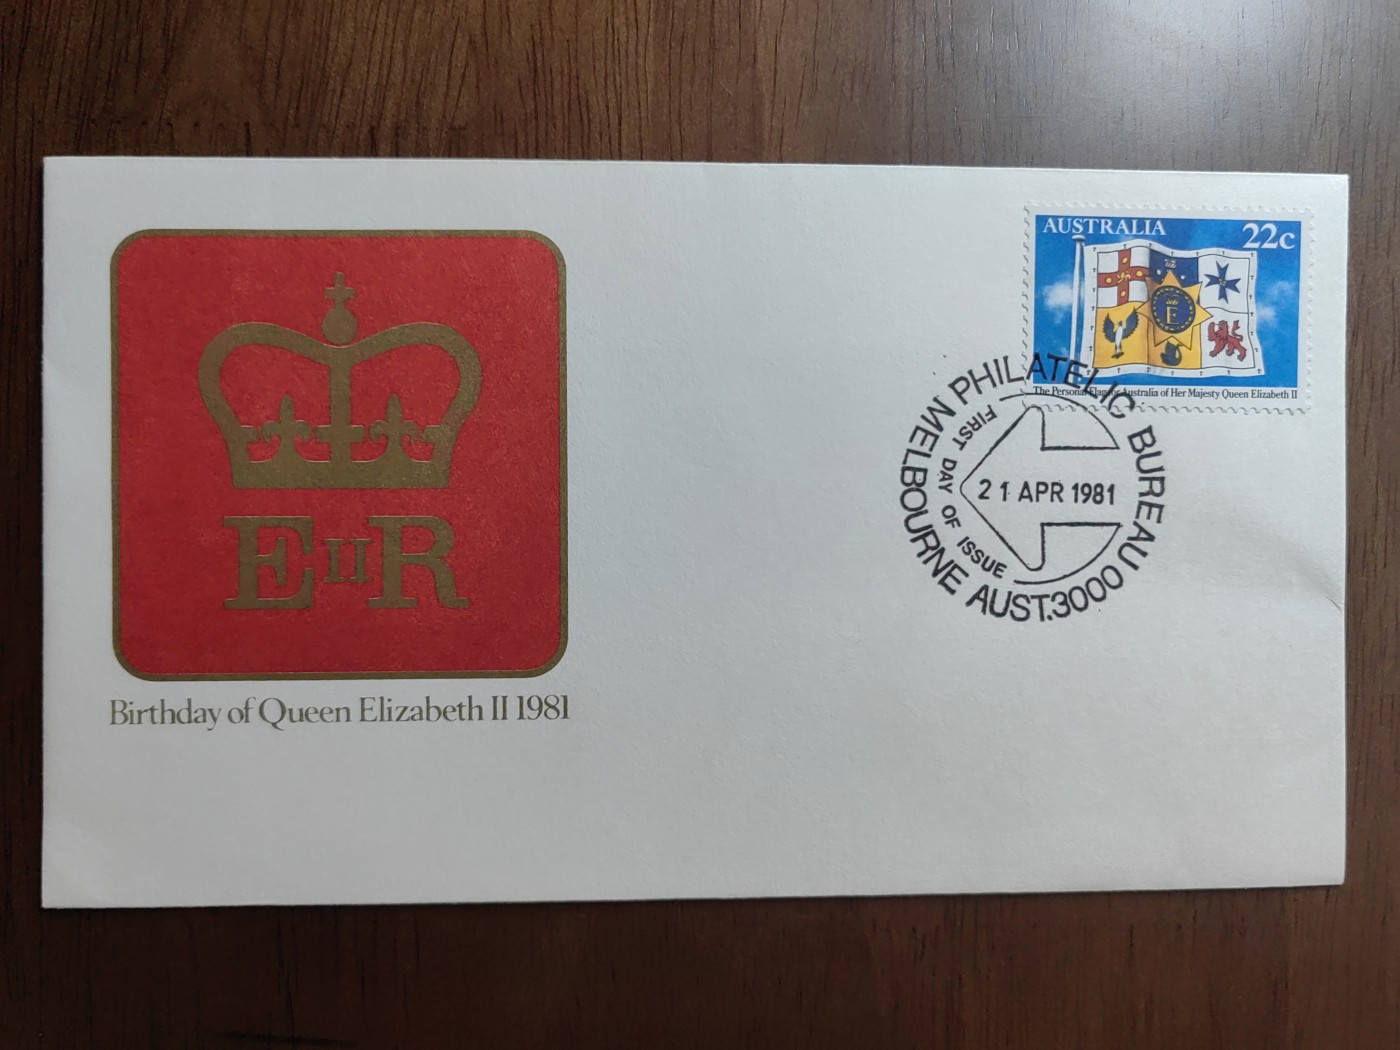 AUSTRALIA 22c
E
The Personal Flag for Australia of Her Majesty Queen Elizabeth II
PHILATELIC BUREAU
MELBOURNE AUST.3000
FIRST DAY OF ISSUE
21 APR 1981
E II R
Birthday of Queen Elizabeth II 1981